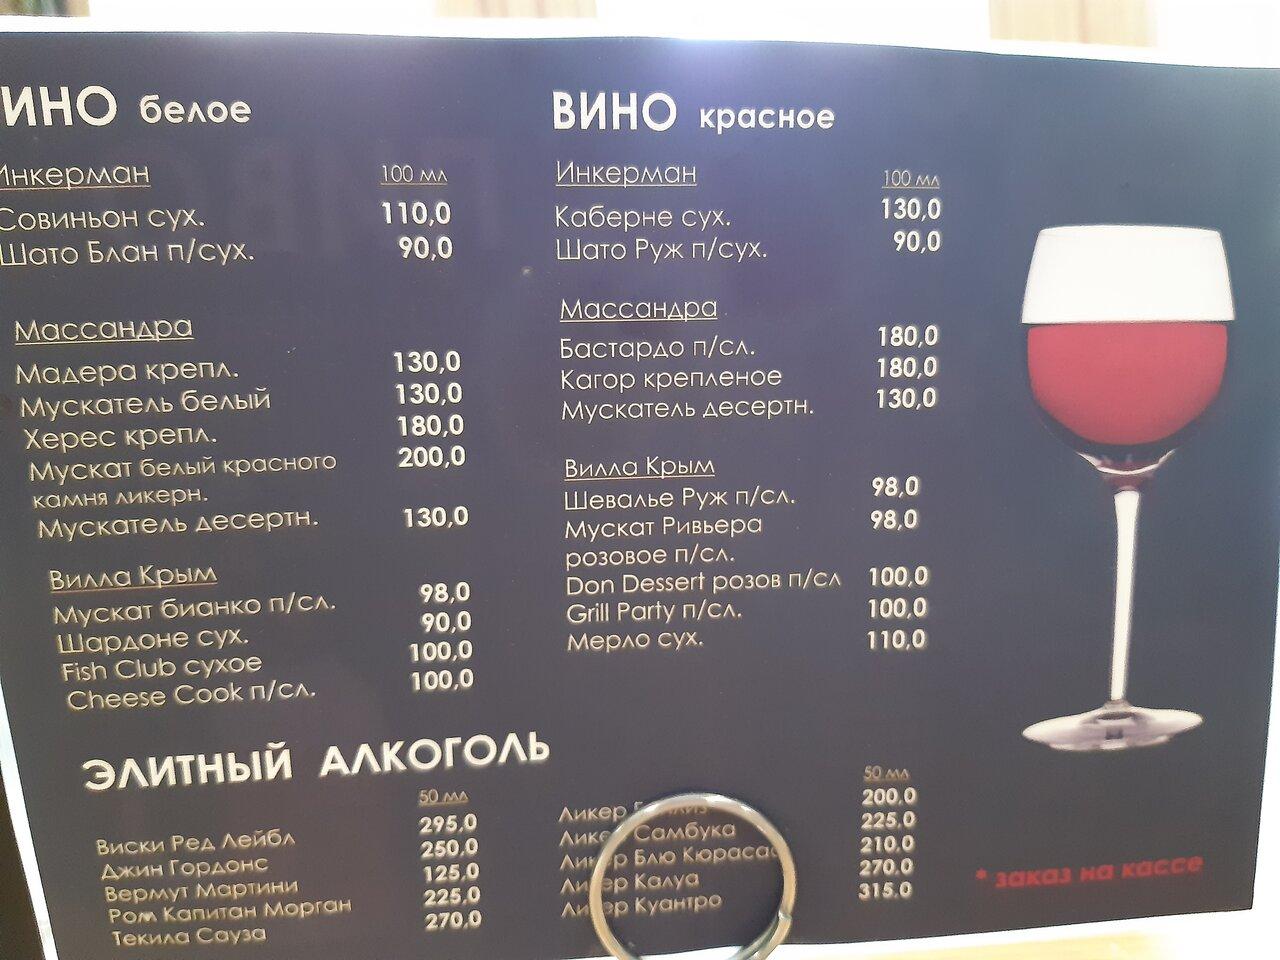 ИНО белое
Инкерман 100 мл
Совиньон сух. 110,0
Шато Блан п/сух. 90,0
Массандра
Мадера крепл. 130,0
Мускатель белый 130,0
Херес крепл. 180,0
Мускат белый красного 200,0
камня ликерн.
Мускатель десертн. 130,0
Вилла Крым
Мускат бианко п/сл. 98,0
Шардоне сух. 90,0
Fish Club сухое 100,0
Cheese Cook п/сл. 100,0
ВИНО красное
Инкерман 100 мл
Каберне сух. 130,0
Шато Руж п/сух. 90,0
Массандра
Бастардо п/сл. 180,0
Кагор крепленое 180,0
Мускатель десертн. 130,0
Вилла Крым
Шевалье Руж п/сл. 98,0
Мускат Ривьера 98,0
розовое п/сл.
Don Dessert розов п/сл 100,0
Grill Party п/сл. 100,0
Мерло сух. 110,0
ЭЛИТНЫЙ АЛКОГОЛЬ
50 мл
Виски Ред Лейбл 295,0
Джин Гордонс 250,0
Вермут Мартини 125,0
Ром Капитан Морган 225,0
Текила Сауза 270,0
50 мл
Ликер 200.0
Ликер Самбука 225.0
Ликер Блю Кюрасао 210.0
Ликер Калуа 270.0
Ликер Куантро 315.0
* заказ на кассе